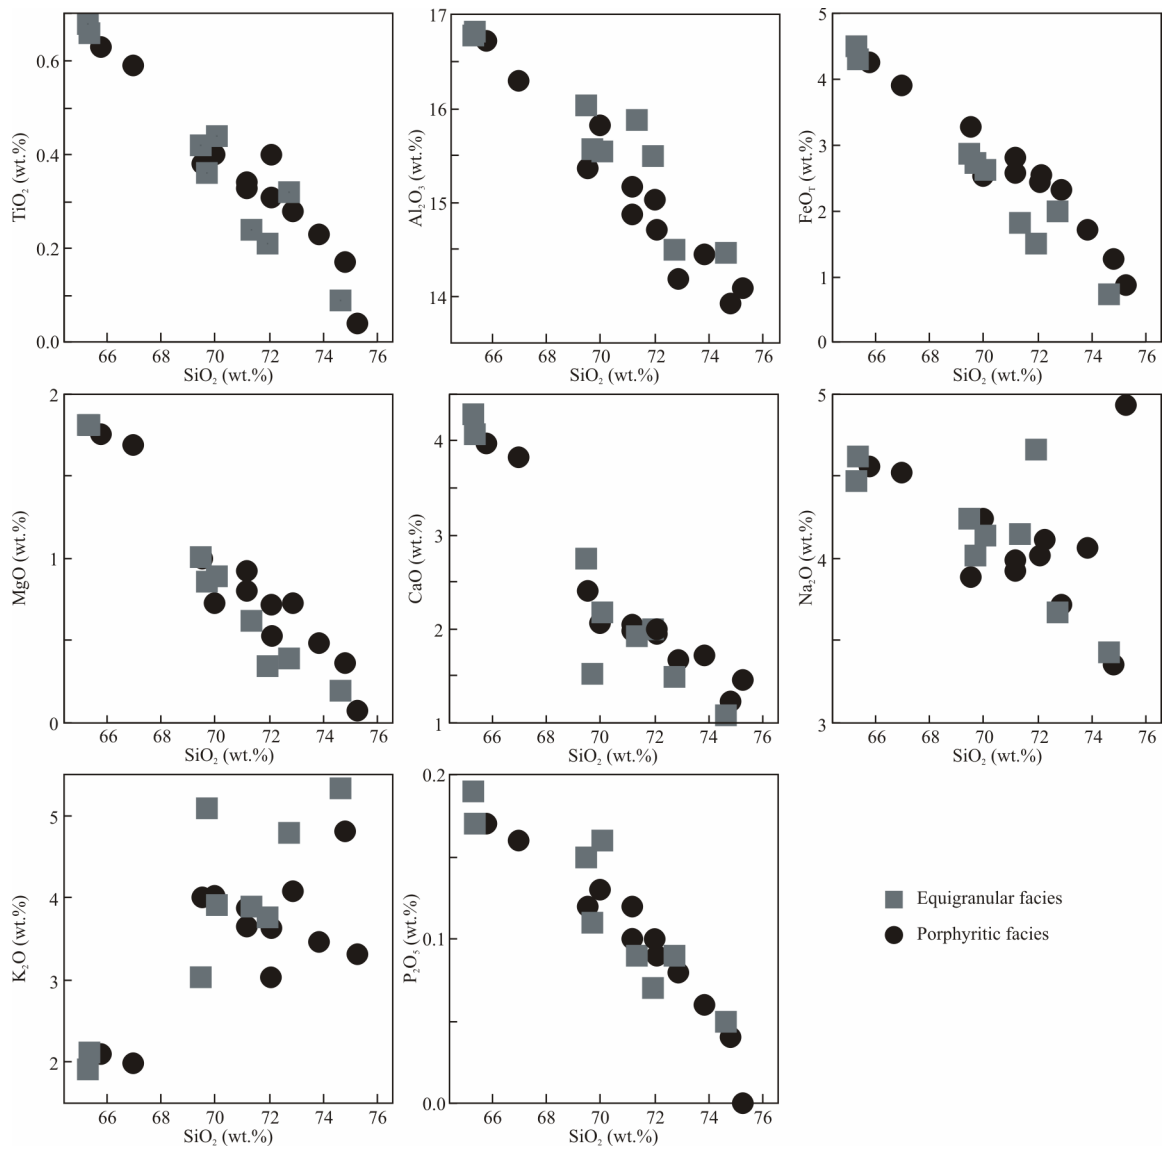 TiO₂ (wt.%)
0.6
0.4
0.2
0.0
66 68 70 72 74 76
SiO₂ (wt.%)
Al₂O₃ (wt.%)
17
16
15
14
66 68 70 72 74 76
SiO₂ (wt.%)
FeOT (wt.%)
5
4
3
2
1
0
66 68 70 72 74 76
SiO₂ (wt.%)
MgO (wt.%)
2
1
0
66 68 70 72 74 76
SiO₂ (wt.%)
CaO (wt.%)
4
3
2
1
66 68 70 72 74 76
SiO₂ (wt.%)
Na₂O (wt.%)
5
4
3
66 68 70 72 74 76
SiO₂ (wt.%)
K₂O (wt.%)
5
4
3
2
66 68 70 72 74 76
SiO₂ (wt.%)
P₂O₅ (wt.%)
0.2
0.1
0.0
66 68 70 72 74 76
SiO₂ (wt.%)
Equigranular facies
Porphyritic facies